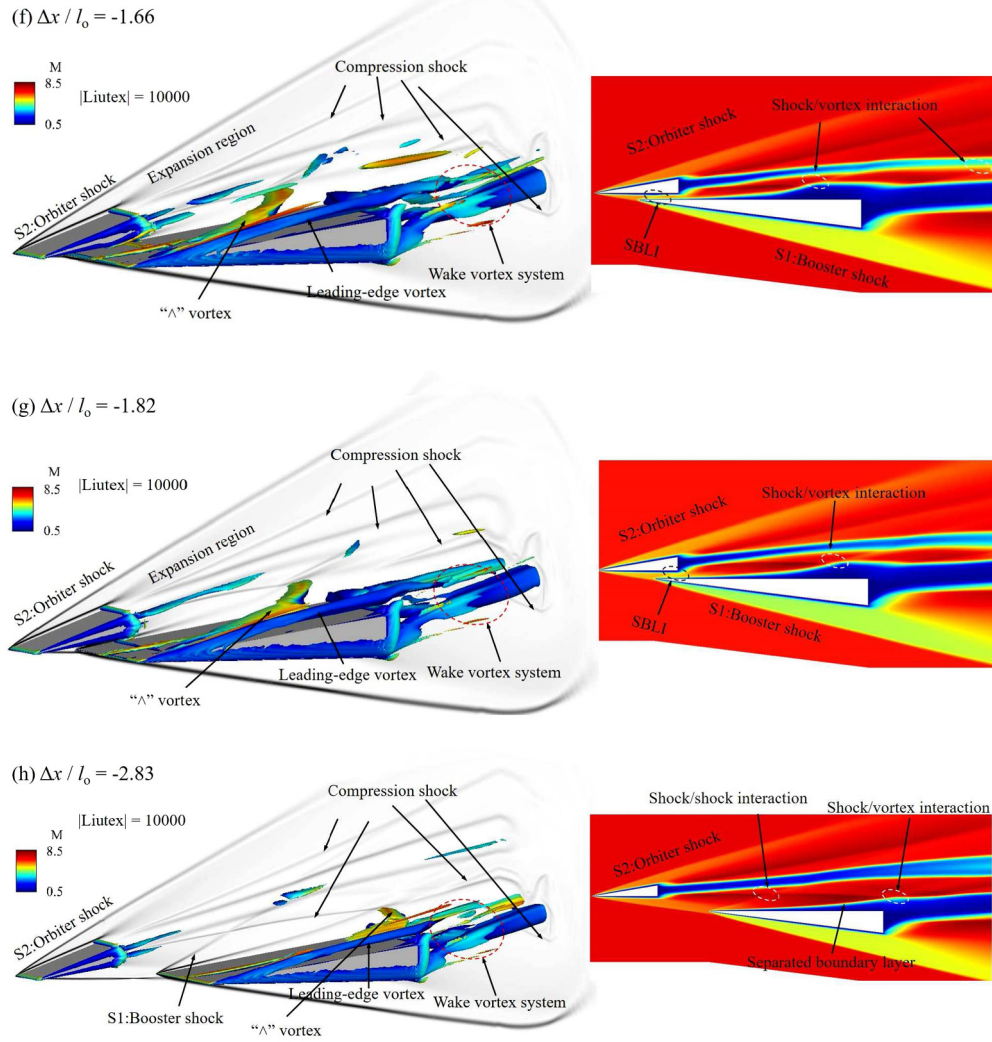 (f) Δx / lₒ = -1.66
M
8.5
0.5
|Liutex| = 10000
Compression shock
Expansion region
S2:Orbiter shock
Leading-edge vortex
"∧" vortex
Wake vortex system
S2:Orbiter shock
Shock/vortex interaction
SBLI
S1:Booster shock
(g) Δx / lₒ = -1.82
M
8.5
0.5
|Liutex| = 10000
Compression shock
Expansion region
S2:Orbiter shock
Leading-edge vortex
"∧" vortex
Wake vortex system
S2:Orbiter shock
Shock/vortex interaction
SBLI
S1:Booster shock
(h) Δx / lₒ = -2.83
M
8.5
0.5
|Liutex| = 10000
Compression shock
S2:Orbiter shock
Leading-edge vortex
S1:Booster shock
"∧" vortex
Wake vortex system
Shock/shock interaction
Shock/vortex interaction
S2:Orbiter shock
Separated boundary layer